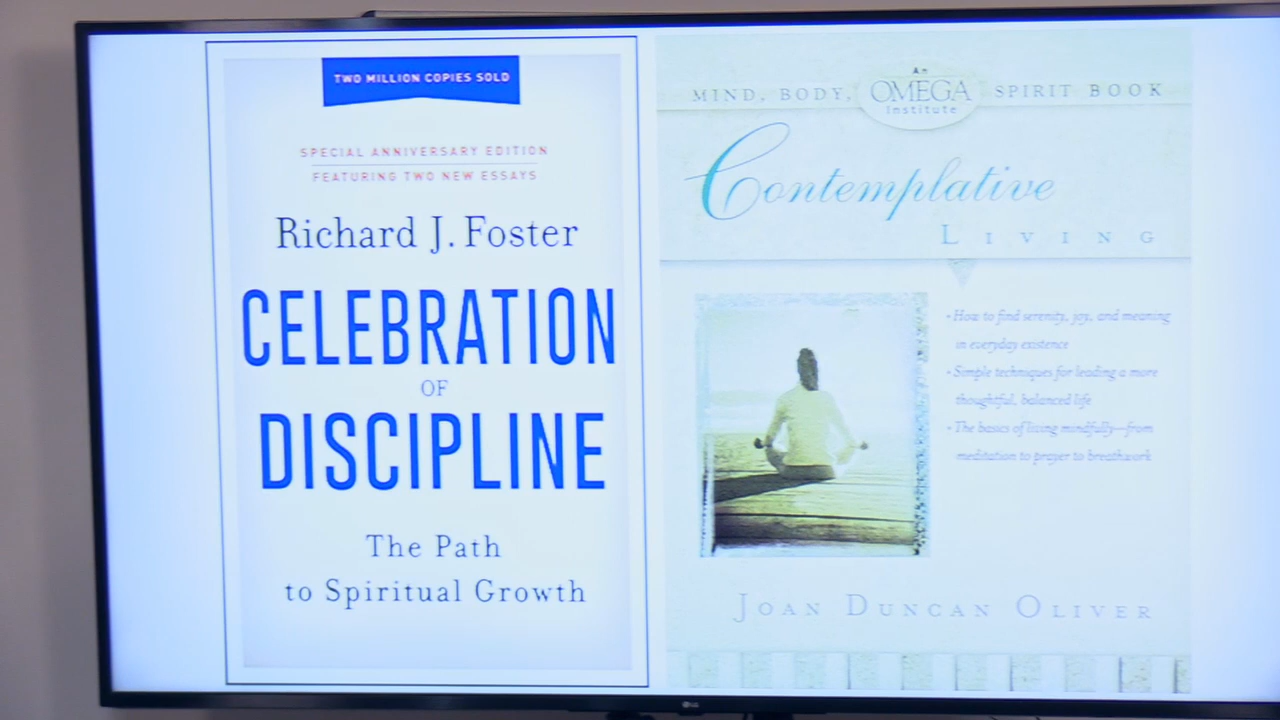 TWO MILLION COPIES SOLD
SPECIAL ANNIVERSARY EDITION
FEATURING TWO NEW ESSAYS
Richard J. Foster
CELEBRATION
OF
DISCIPLINE
The Path
to Spiritual Growth
An
MIND, BODY, OMEGA SPIRIT BOOK
Institute
Contemplative
LIVING
• How to find serenity, joy, and meaning
in everyday existence
• Simple techniques for leading a more
thoughtful, balanced life
• The basics of living mindfully—from
meditation to prayer to breathwork
JOAN DUNCAN OLIVER
LG